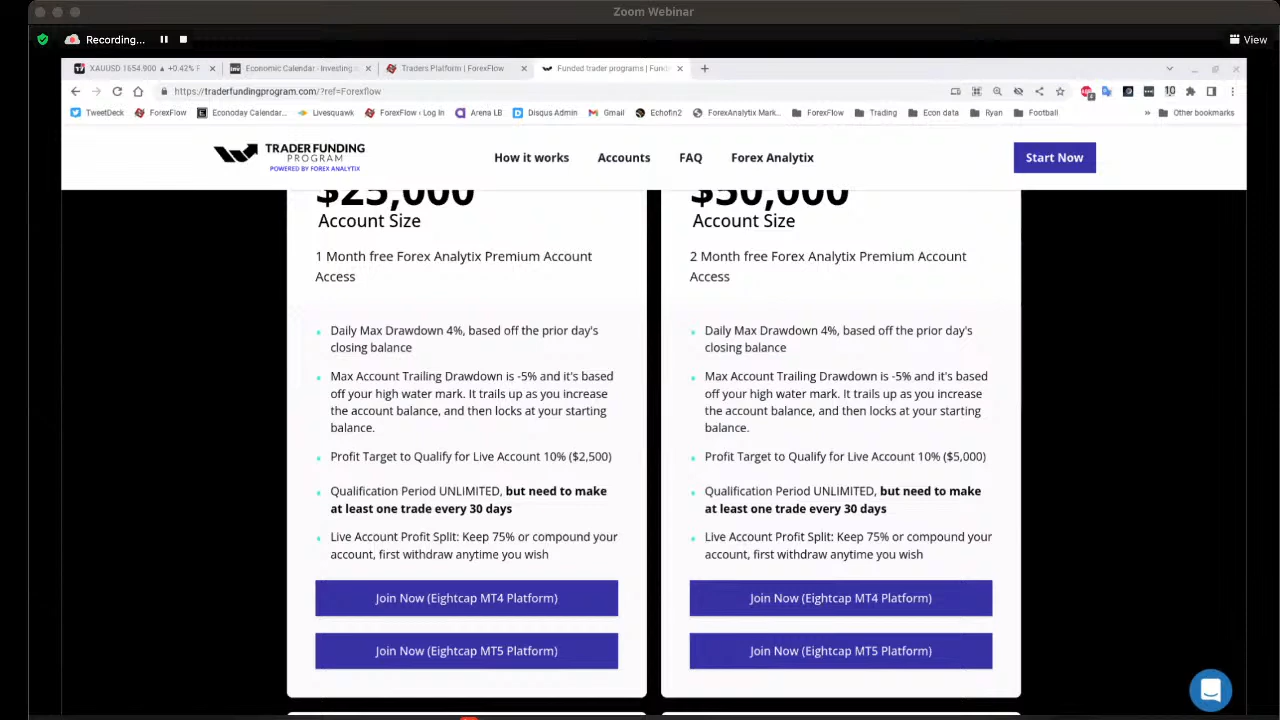 Zoom Webinar
Recording...
View
XAUUSD 1654.900 ▲ +0.42% F
Economic Calendar - Investing.c
Traders Platform | ForexFlow
Funded trader programs | Fundi
https://traderfundingprogram.com/?ref=Forexflow
TweetDeck
ForexFlow
Econoday Calendar...
Livesquawk
ForexFlow ‹ Log In
Arena LB
Disqus Admin
Gmail
Echofin2
ForexAnalytix Mark...
ForexFlow
Trading
Econ data
Ryan
Football
»
Other bookmarks
TRADER FUNDING
PROGRAM
POWERED BY FOREX ANALYTIX
How it works
Accounts
FAQ
Forex Analytix
Start Now
$25,000
Account Size
1 Month free Forex Analytix Premium Account
Access
Daily Max Drawdown 4%, based off the prior day's
closing balance
Max Account Trailing Drawdown is -5% and it's based
off your high water mark. It trails up as you increase
the account balance, and then locks at your starting
balance.
Profit Target to Qualify for Live Account 10% ($2,500)
Qualification Period UNLIMITED, but need to make
at least one trade every 30 days
Live Account Profit Split: Keep 75% or compound your
account, first withdraw anytime you wish
Join Now (Eightcap MT4 Platform)
Join Now (Eightcap MT5 Platform)
$50,000
Account Size
2 Month free Forex Analytix Premium Account
Access
Daily Max Drawdown 4%, based off the prior day's
closing balance
Max Account Trailing Drawdown is -5% and it's based
off your high water mark. It trails up as you increase
the account balance, and then locks at your starting
balance.
Profit Target to Qualify for Live Account 10% ($5,000)
Qualification Period UNLIMITED, but need to make
at least one trade every 30 days
Live Account Profit Split: Keep 75% or compound your
account, first withdraw anytime you wish
Join Now (Eightcap MT4 Platform)
Join Now (Eightcap MT5 Platform)